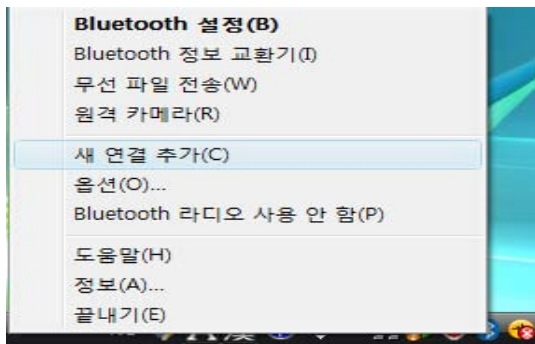 Bluetooth 설정(B)
Bluetooth 정보 교환기(I)
무선 파일 전송(W)
원격 카메라(R)
새 연결 추가(C)
옵션(O)...
Bluetooth 라디오 사용 안 함(P)
도움말(H)
정보(A)...
끝내기(E)